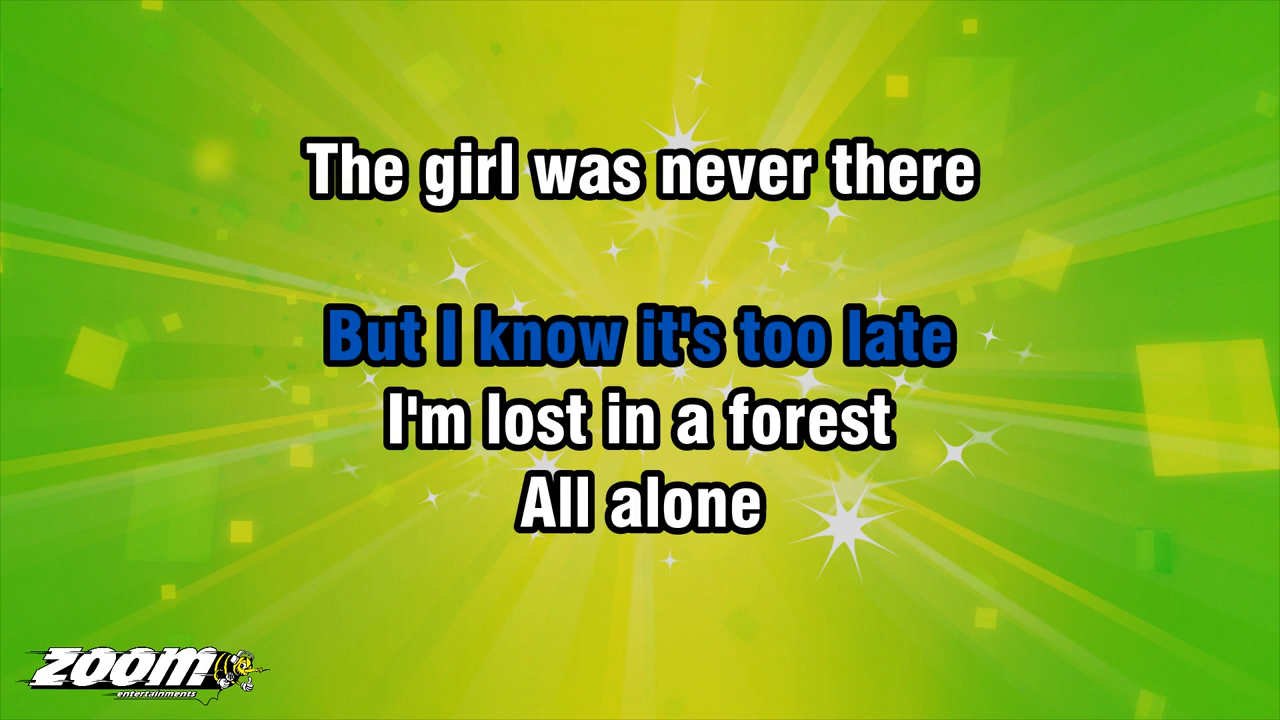 The girl was never there
But I know it's too late
I'm lost in a forest
All alone
zoom
entertainments